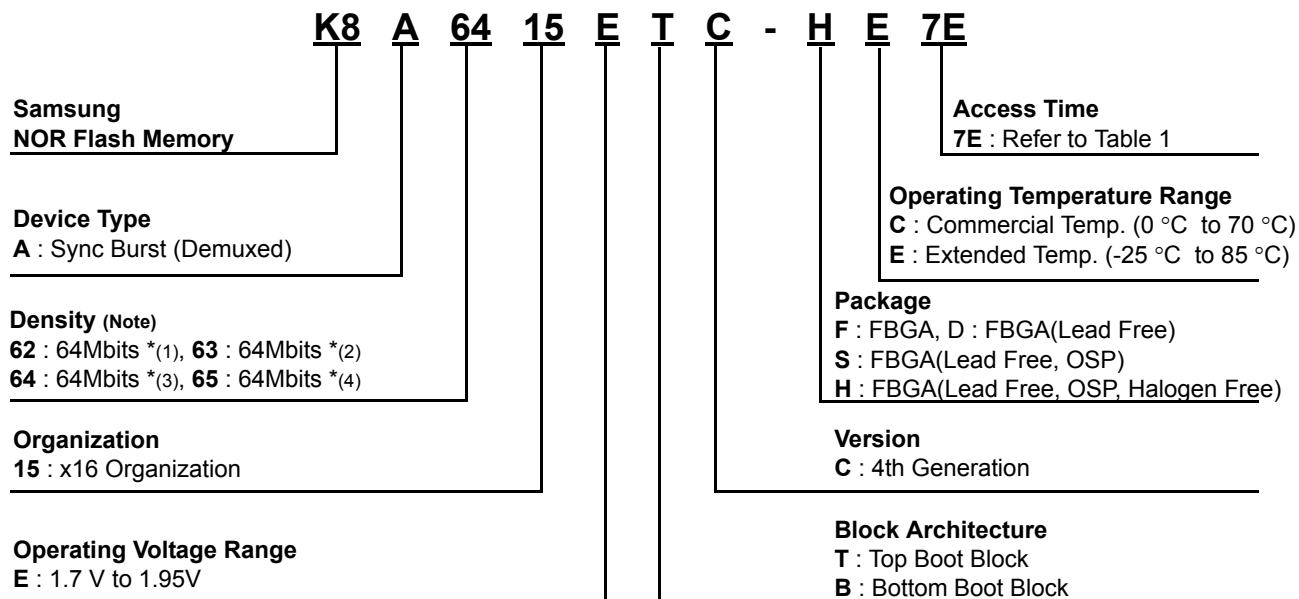 K8 A 64 15 E T C - H E 7E
Samsung
NOR Flash Memory
Device Type
A : Sync Burst (Demuxed)
Density (Note)
62 : 64Mbits *(1), 63 : 64Mbits *(2)
64 : 64Mbits *(3), 65 : 64Mbits *(4)
Organization
15 : x16 Organization
Operating Voltage Range
E : 1.7 V to 1.95V
Access Time
7E : Refer to Table 1
Operating Temperature Range
C : Commercial Temp. (0 °C to 70 °C)
E : Extended Temp. (-25 °C to 85 °C)
Package
F : FBGA, D : FBGA(Lead Free)
S : FBGA(Lead Free, OSP)
H : FBGA(Lead Free, OSP, Halogen Free)
Version
C : 4th Generation
Block Architecture
T : Top Boot Block
B : Bottom Boot Block